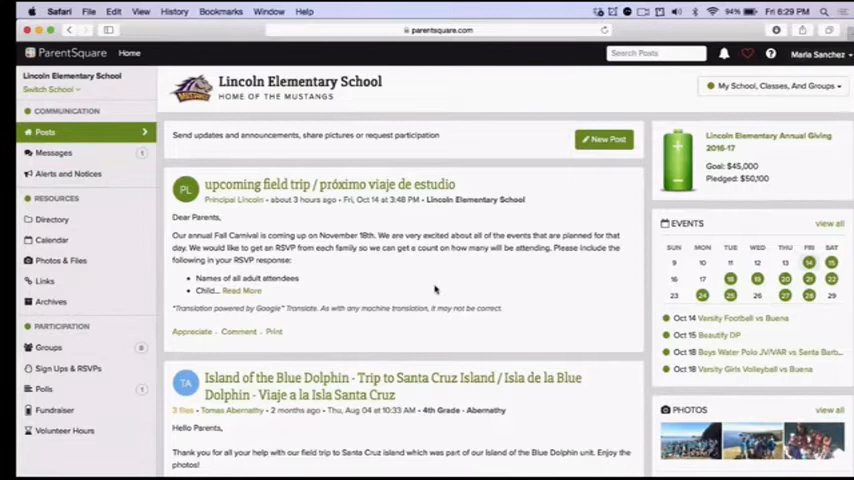 Safari File Edit View History Bookmarks Window Help 94% Fri 6:29 PM
parentsquare.com
ParentSquare Home Search Posts Maria Sanchez
Lincoln Elementary School
Switch School
COMMUNICATION
Posts
Messages 1
Alerts and Notices
RESOURCES
Directory
Calendar
Photos & Files
Links
Archives
PARTICIPATION
Groups 8
Sign Ups & RSVPs
Polls 1
Fundraiser
Volunteer Hours
MUSTANGS
Lincoln Elementary School
HOME OF THE MUSTANGS
My School, Classes, And Groups
Send updates and announcements, share pictures or request participation
New Post
PL
upcoming field trip / próximo viaje de estudio
Principal Lincoln • about 3 hours ago • Fri, Oct 14 at 3:48 PM • Lincoln Elementary School
Dear Parents,
Our annual Fall Carnival is coming up on November 18th. We are very excited about all of the events that are planned for that
day. We would like to get an RSVP from each family so we can get a count on how many will be attending. Please include the
following in your RSVP response:
• Names of all adult attendees
• Child... Read More
*Translation powered by Google™ Translate. As with any machine translation, it may not be correct.
Appreciate · Comment · Print
TA
Island of the Blue Dolphin - Trip to Santa Cruz Island / Isla de la Blue
Dolphin - Viaje a la Isla Santa Cruz
3 files • Tomas Abernathy • 2 months ago • Thu, Aug 04 at 10:33 AM • 4th Grade - Abernathy
Hello Parents,
Thank you for all your help with our field trip to Santa Cruz island which was part of our Island of the Blue Dolphin unit. Enjoy the
photos!
Lincoln Elementary Annual Giving
2016-17
Goal: $45,000
Pledged: $50,100
EVENTS view all
SUN MON TUE WED THU FRI SAT
9 10 11 12 13 14 15
16 17 18 19 20 21 22
23 24 25 26 27 28 29
Oct 14 Varsity Football vs Buena
Oct 15 Beautify DP
Oct 18 Boys Water Polo JV/VAR vs Santa Barb...
Oct 18 Varsity Girls Volleyball vs Buena
PHOTOS view all